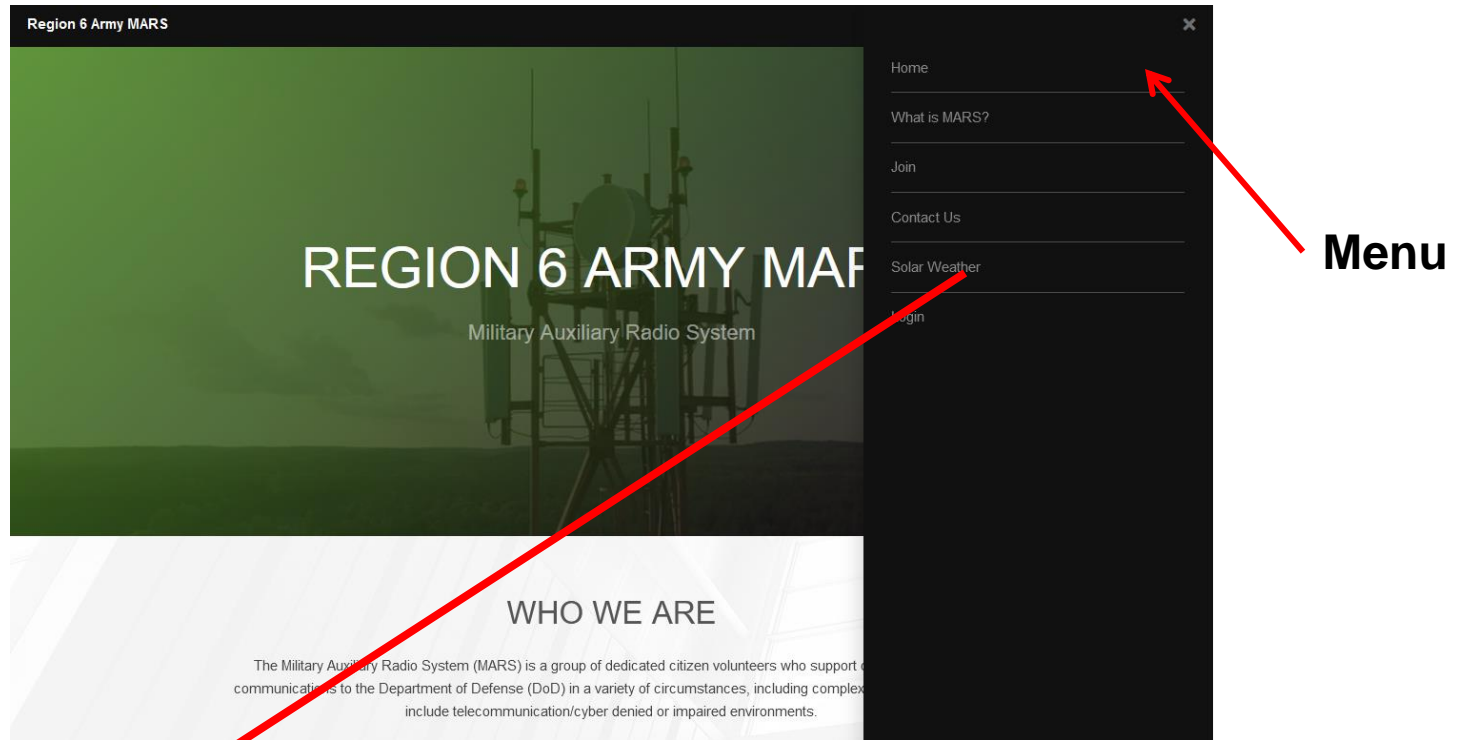 Region 6 Army MARS
Home
What is MARS?
Join
Contact Us
Solar Weather
Login
Menu
REGION 6 ARMY MAR
Military Auxiliary Radio System
WHO WE ARE
The Military Auxiliary Radio System (MARS) is a group of dedicated citizen volunteers who support
communications to the Department of Defense (DoD) in a variety of circumstances, including complex
include telecommunication/cyber denied or impaired environments.